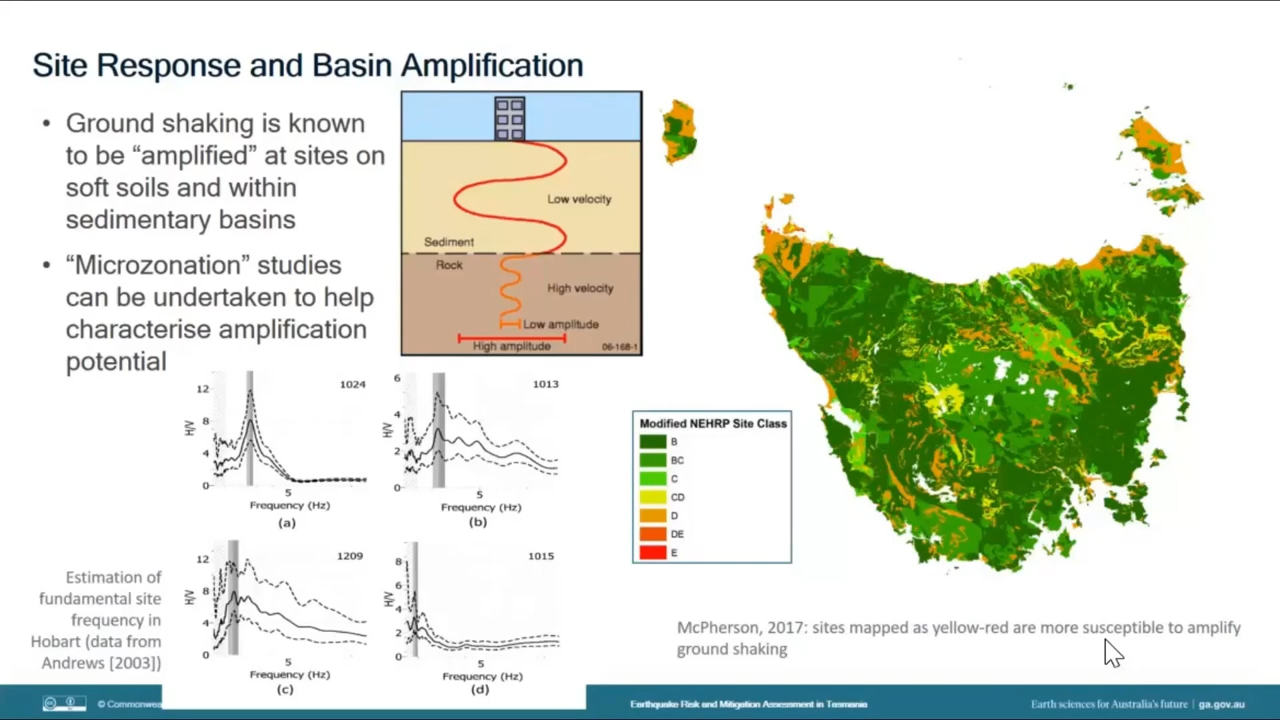 Site Response and Basin Amplification
• Ground shaking is known
to be “amplified” at sites on
soft soils and within
sedimentary basins
• “Microzonation” studies
can be undertaken to help
characterise amplification
potential
Low velocity
Sediment
Rock
High velocity
Low amplitude
High amplitude
06-168-1
1024
12
8
4
0
H/V
5
Frequency (Hz)
(a)
1013
6
4
2
0
H/V
5
Frequency (Hz)
(b)
1209
12
8
4
0
H/V
5
Frequency (Hz)
(c)
1015
8
6
4
2
0
H/V
5
Frequency (Hz)
(d)
Estimation of
fundamental site
frequency in
Hobart (data from
Andrews [2003])
Modified NEHRP Site Class
B
BC
C
CD
D
DE
E
McPherson, 2017: sites mapped as yellow-red are more susceptible to amplify
ground shaking
cc
© Commonwea
Earthquake Risk and Mitigation Assessment in Tasmania
Earth sciences for Australia’s future | ga.gov.au